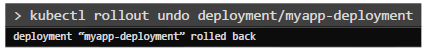 > kubectl rollout undo deployment/myapp-deployment
deployment “myapp-deployment” rolled back